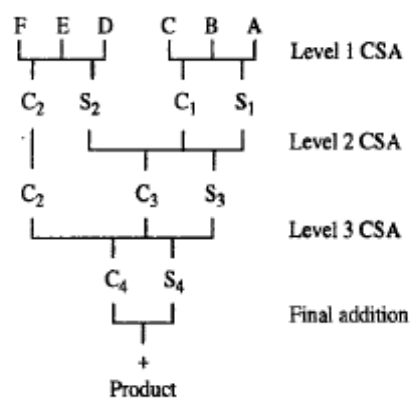 F E D C B A
Level 1 CSA
C₂ S₂ C₁ S₁
Level 2 CSA
C₂ C₃ S₃
Level 3 CSA
C₄ S₄
Final addition
+
Product